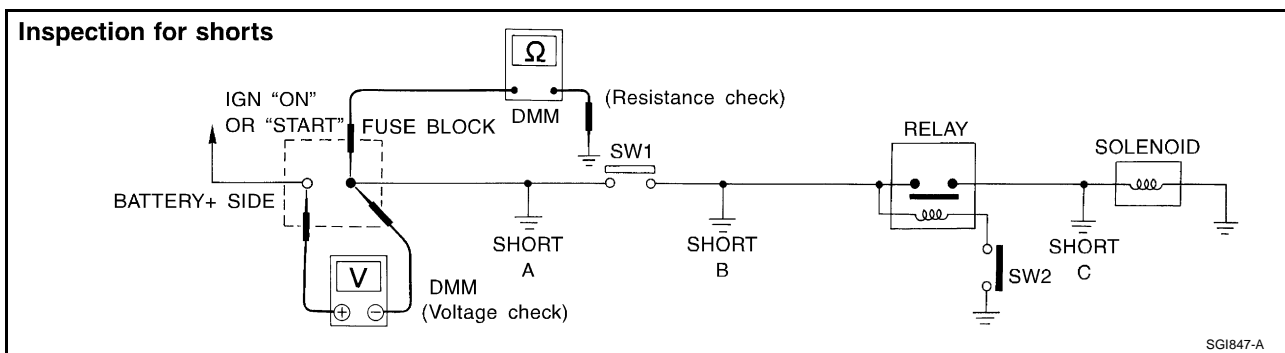 Inspection for shorts
Ω
IGN “ON”
OR “START”
FUSE BLOCK
DMM
(Resistance check)
SW1
RELAY
SOLENOID
BATTERY+ SIDE
SHORT
A
SHORT
B
SHORT
C
SW2
V
+ −
DMM
(Voltage check)
SGI847-A